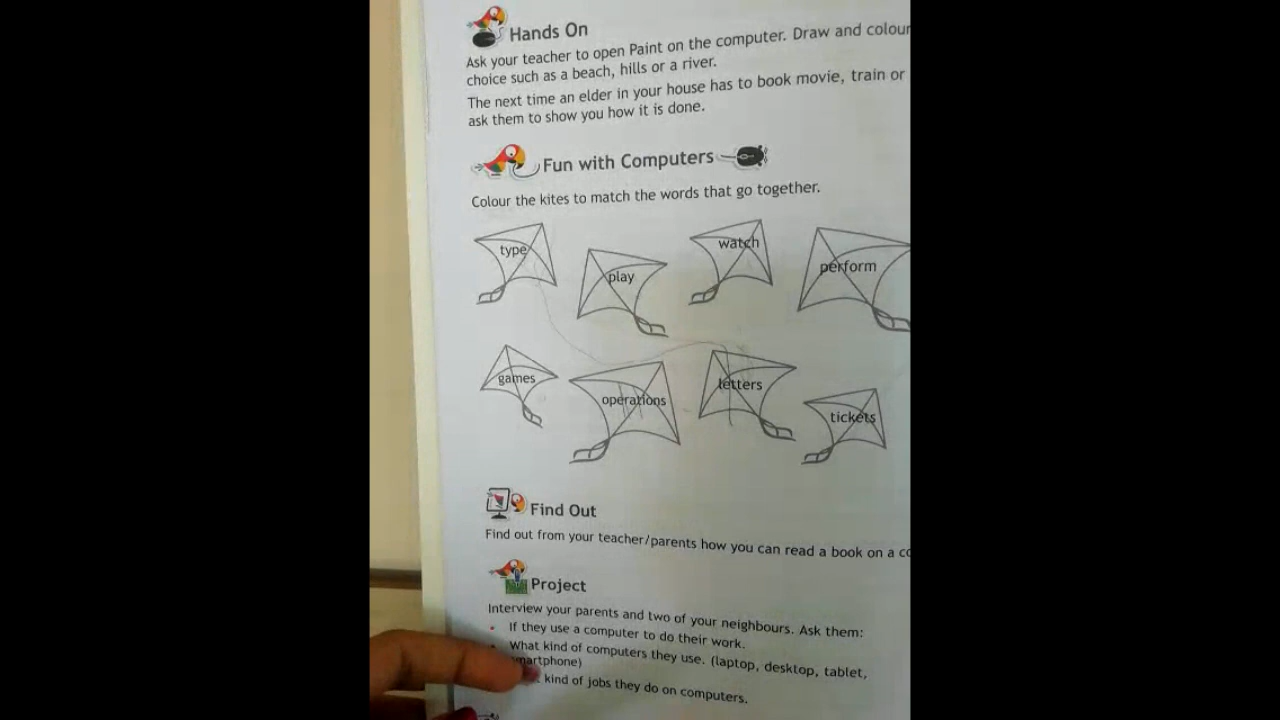 Hands On
Ask your teacher to open Paint on the computer. Draw and colour
choice such as a beach, hills or a river.
The next time an elder in your house has to book movie, train or
ask them to show you how it is done.
Fun with Computers
Colour the kites to match the words that go together.
type
play
watch
perform
games
operations
letters
tickets
Find Out
Find out from your teacher/parents how you can read a book on a
Project
Interview your parents and two of your neighbours. Ask them:
• If they use a computer to do their work.
• What kind of computers they use. (laptop, desktop, tablet,
smartphone)
kind of jobs they do on computers.